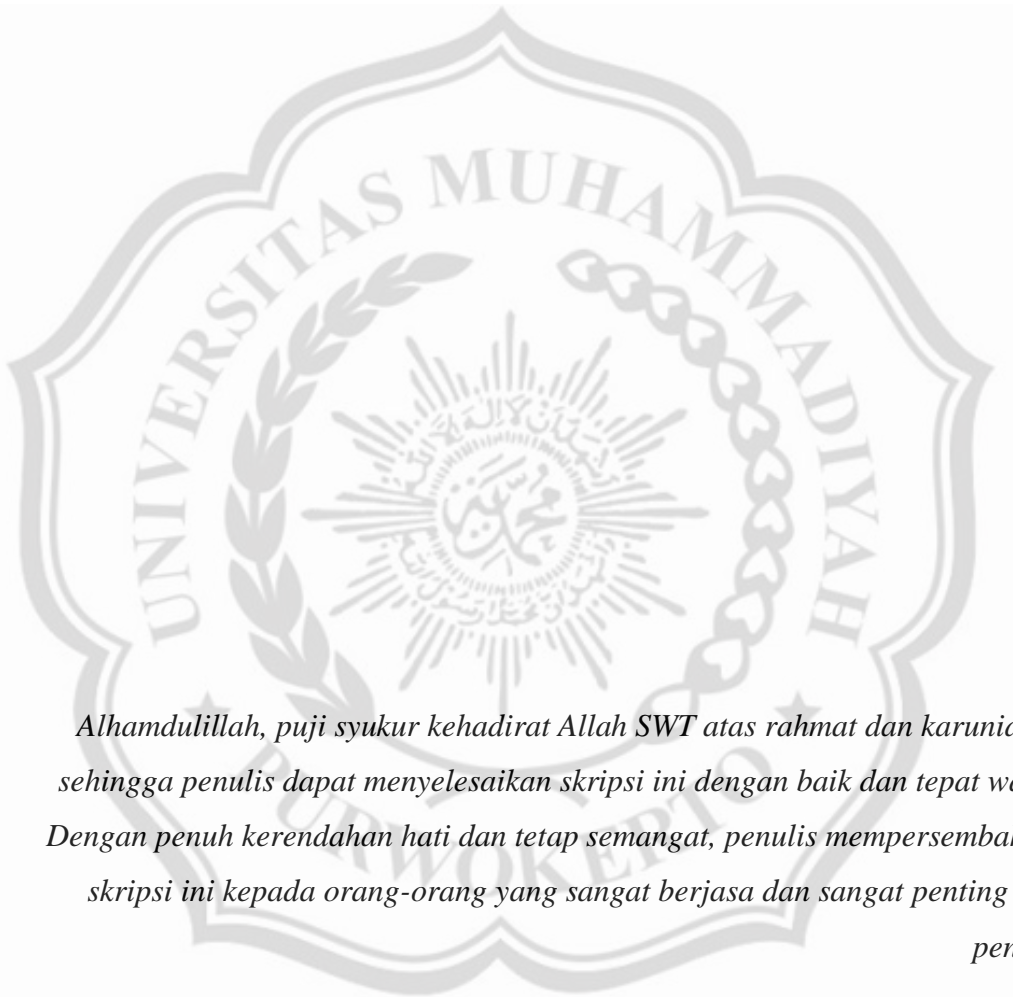 UNIVERSITAS MUHAMMADIYAH
PURWOKERTO
محمد
Alhamdulillah, puji syukur kehadirat Allah SWT atas rahmat dan
sehingga penulis dapat menyelesaikan skripsi ini dengan baik dan tepat
Dengan penuh kerendahan hati dan tetap semangat, penulis
skripsi ini kepada orang-orang yang sangat berjasa dan sangat penting